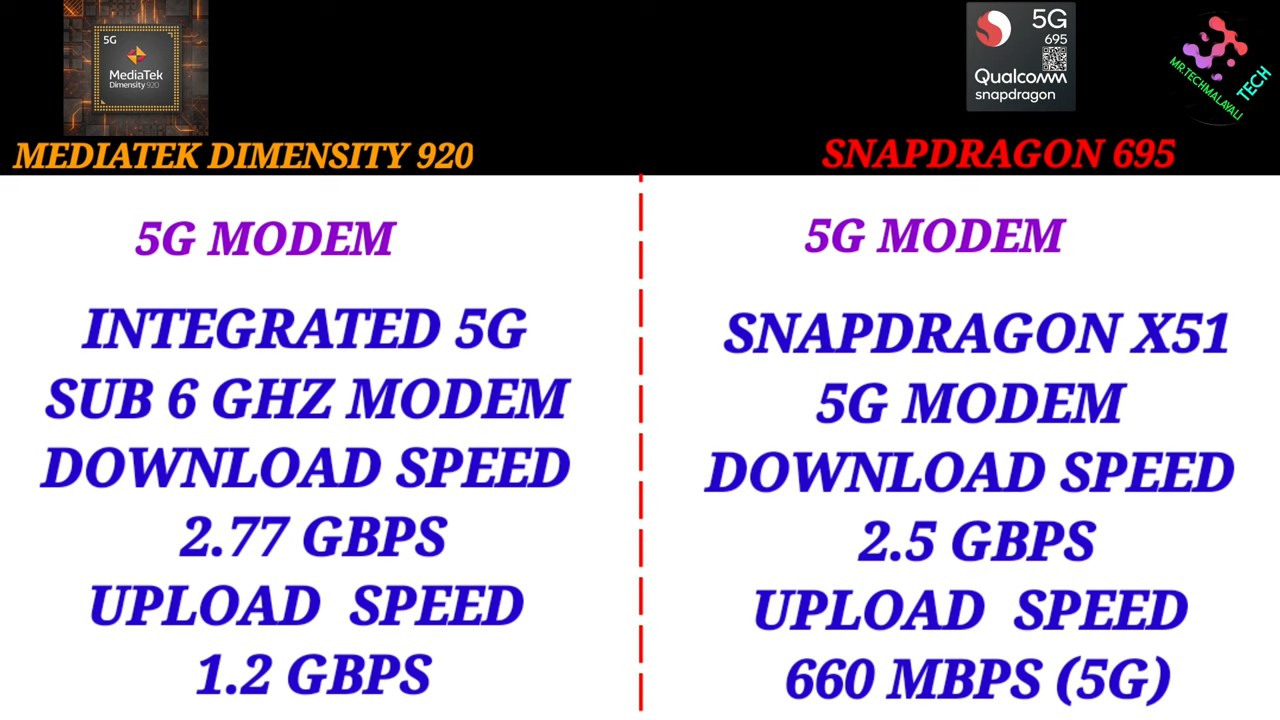 5G
MediaTek
Dimensity 920
5G
695
Qualcomm
snapdragon
MR.TECHMALAYALI
TECH
MEDIATEK DIMENSITY 920
SNAPDRAGON 695
5G MODEM
INTEGRATED 5G
SUB 6 GHZ MODEM
DOWNLOAD SPEED
2.77 GBPS
UPLOAD SPEED
1.2 GBPS
5G MODEM
SNAPDRAGON X51
5G MODEM
DOWNLOAD SPEED
2.5 GBPS
UPLOAD SPEED
660 MBPS (5G)